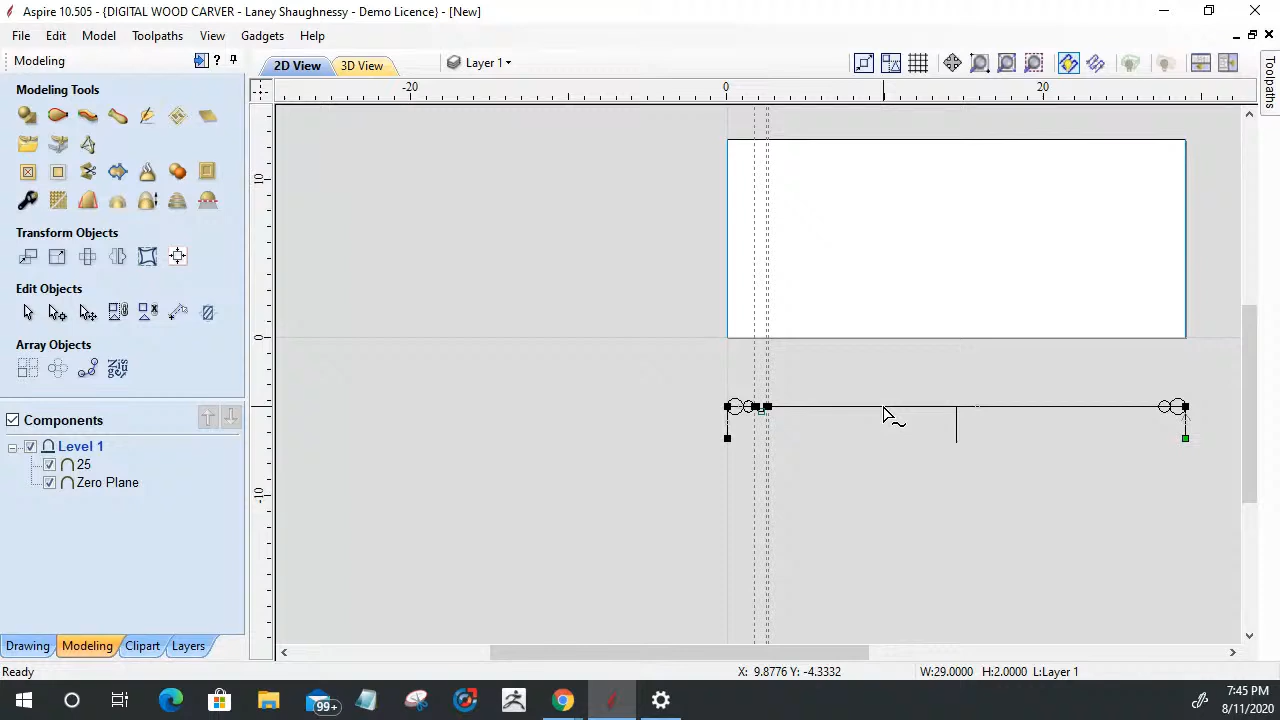 Aspire 10.505 - {DIGITAL WOOD CARVER - Laney Shaughnessy - Demo Licence} - [New]
File Edit Model Toolpaths View Gadgets Help
Modeling ?
2D View 3D View Layer 1
Toolpaths
Modeling Tools
-20 0 20
10
0
-10
Transform Objects
Edit Objects
Array Objects
Components
Level 1
25
Zero Plane
Drawing Modeling Clipart Layers
Ready X: 9.8776 Y: -4.3332 W:29.0000 H:2.0000 L:Layer 1
99+
7:45 PM
8/11/2020